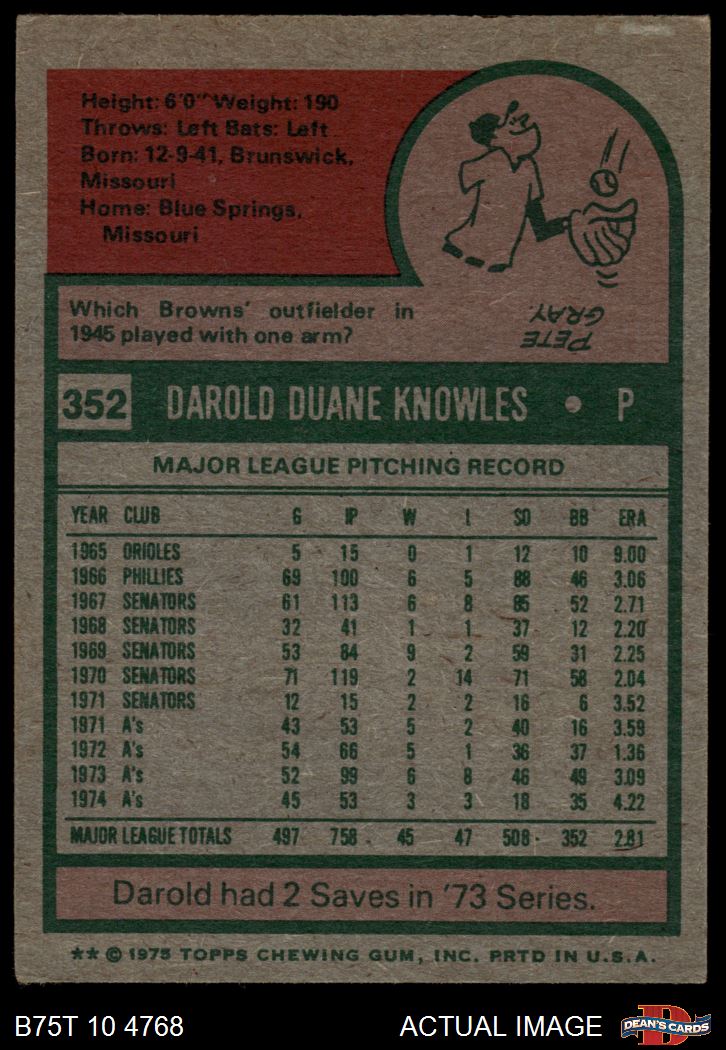 Height: 6'0" Weight: 190
Throws: Left Bats: Left
Born: 12-9-41, Brunswick,
Missouri
Home: Blue Springs,
Missouri
Which Browns' outfielder in
1945 played with one arm?
PETE
GRAY
352 DAROLD DUANE KNOWLES • P
MAJOR LEAGUE PITCHING RECORD
YEAR CLUB G IP W L SO BB ERA
1965 ORIOLES 5 15 0 1 12 10 9.00
1966 PHILLIES 69 100 6 5 88 46 3.06
1967 SENATORS 61 113 6 8 85 52 2.71
1968 SENATORS 32 41 1 1 37 12 2.20
1969 SENATORS 53 84 9 2 59 31 2.25
1970 SENATORS 71 119 2 14 71 58 2.04
1971 SENATORS 12 15 2 2 16 6 3.52
1971 A's 43 53 5 2 40 16 3.59
1972 A's 54 66 5 1 36 37 1.36
1973 A's 52 99 6 8 46 49 3.09
1974 A's 45 53 3 3 18 35 4.22
MAJOR LEAGUE TOTALS 497 758 45 47 508 352 2.81
Darold had 2 Saves in '73 Series.
** © 1975 TOPPS CHEWING GUM, INC. PRTD IN U.S.A.
B75T 10 4768 ACTUAL IMAGE
D
DEAN'S CARDS